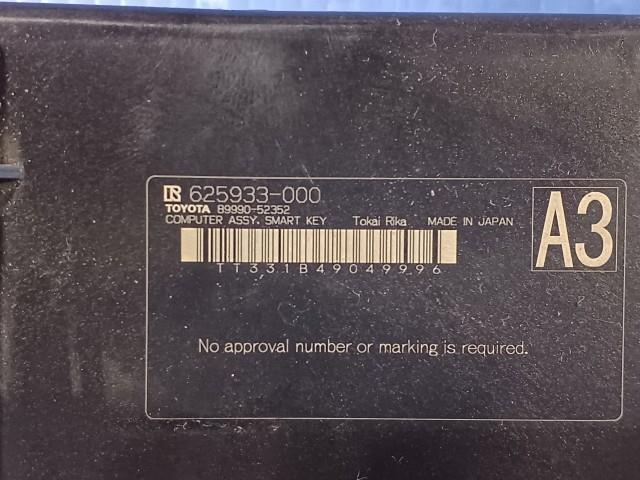 625933-000
TOYOTA 89990-52352
COMPUTER ASSY, SMART KEY Tokai Rika MADE IN JAPAN
A3
TT331B49049996
No approval number or marking is required.